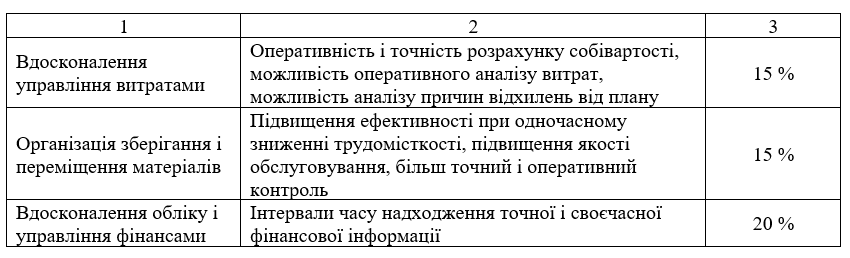 1 2 3
Вдосконалення
управління витратами
Оперативність і точність розрахунку собівартості,
можливість оперативного аналізу витрат,
можливість аналізу причин відхилень від плану
15 %
Організація зберігання і
переміщення матеріалів
Підвищення ефективності при одночасному
зниженні трудомісткості, підвищення якості
обслуговування, більш точний і оперативний
контроль
15 %
Вдосконалення обліку і
управління фінансами
Інтервали часу надходження точної і своєчасної
фінансової інформації
20 %